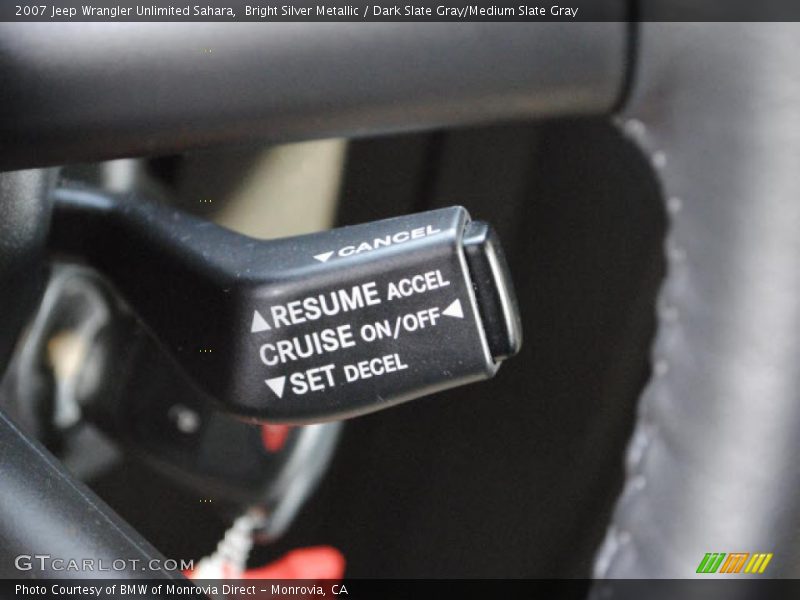 2007 Jeep Wrangler Unlimited Sahara,  Bright Silver Metallic / Dark Slate Gray/Medium Slate Gray
▼CANCEL
▲RESUME ACCEL
CRUISE ON/OFF◀
▼SET DECEL
GTCARLOT.COM
Photo Courtesy of BMW of Monrovia Direct - Monrovia, CA